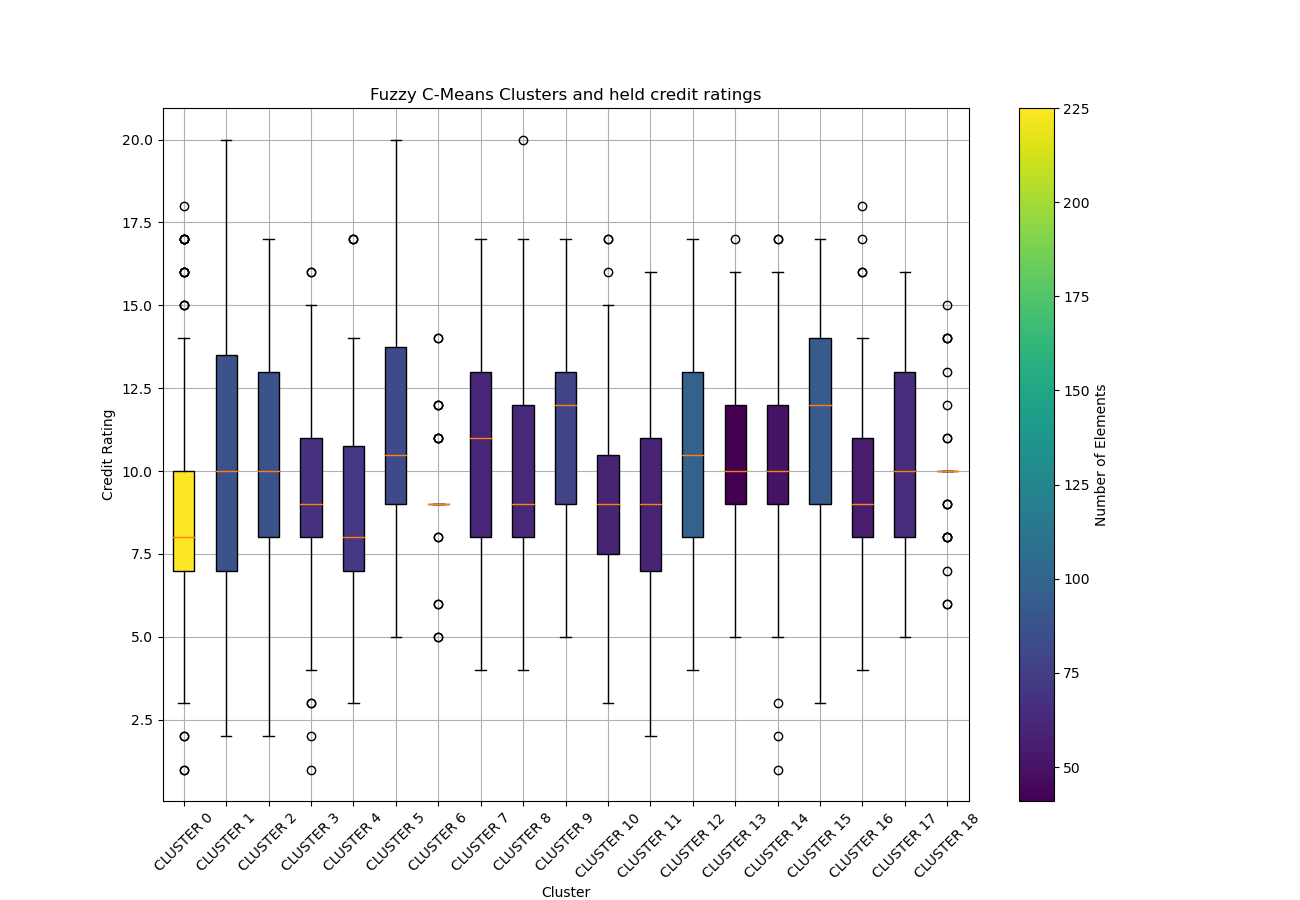 Fuzzy C-Means Clusters and held credit ratings
20.0
17.5
15.0
12.5
10.0
7.5
5.0
2.5
Credit Rating
CLUSTER 0
CLUSTER 1
CLUSTER 2
CLUSTER 3
CLUSTER 4
CLUSTER 5
CLUSTER 6
CLUSTER 7
CLUSTER 8
CLUSTER 9
CLUSTER 10
CLUSTER 11
CLUSTER 12
CLUSTER 13
CLUSTER 14
CLUSTER 15
CLUSTER 16
CLUSTER 17
CLUSTER 18
Cluster
225
200
175
150
125
100
75
50
Number of Elements